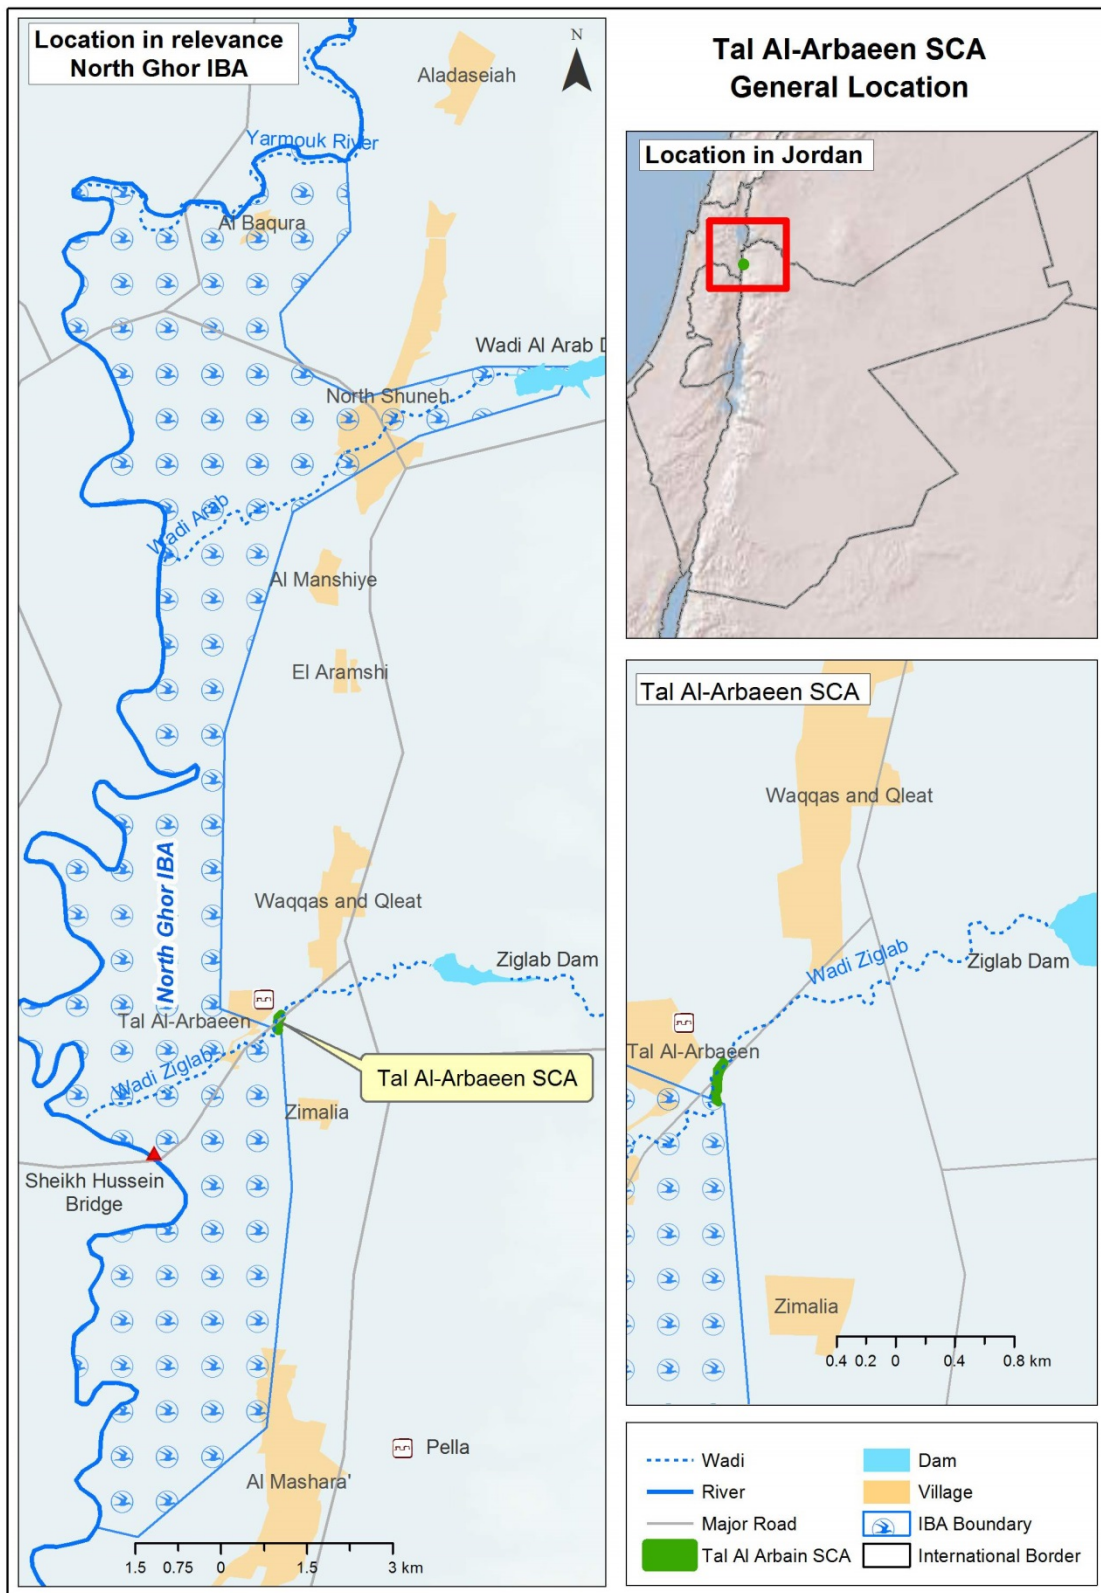 Location in relevance
North Ghor IBA
N
Aladaseiah
Yarmouk River
Al Baqura
Wadi Al Arab D
North Shuneh
Wadi Arab
Al Manshiye
El Aramshi
North Ghor IBA
Waqqas and Qleat
Ziglab Dam
Tal Al-Arbaeen
Wadi Ziglab
Tal Al-Arbaeen SCA
Zimalia
Sheikh Hussein
Bridge
Pella
Al Mashara'
1.5 0.75 0 1.5 3 km
Tal Al-Arbaeen SCA
General Location
Location in Jordan
Tal Al-Arbaeen SCA
Waqqas and Qleat
Wadi Ziglab
Ziglab Dam
Tal Al-Arbaeen
Zimalia
0.4 0.2 0 0.4 0.8 km
Wadi
River
Major Road
Tal Al Arbain SCA
Dam
Village
IBA Boundary
International Border